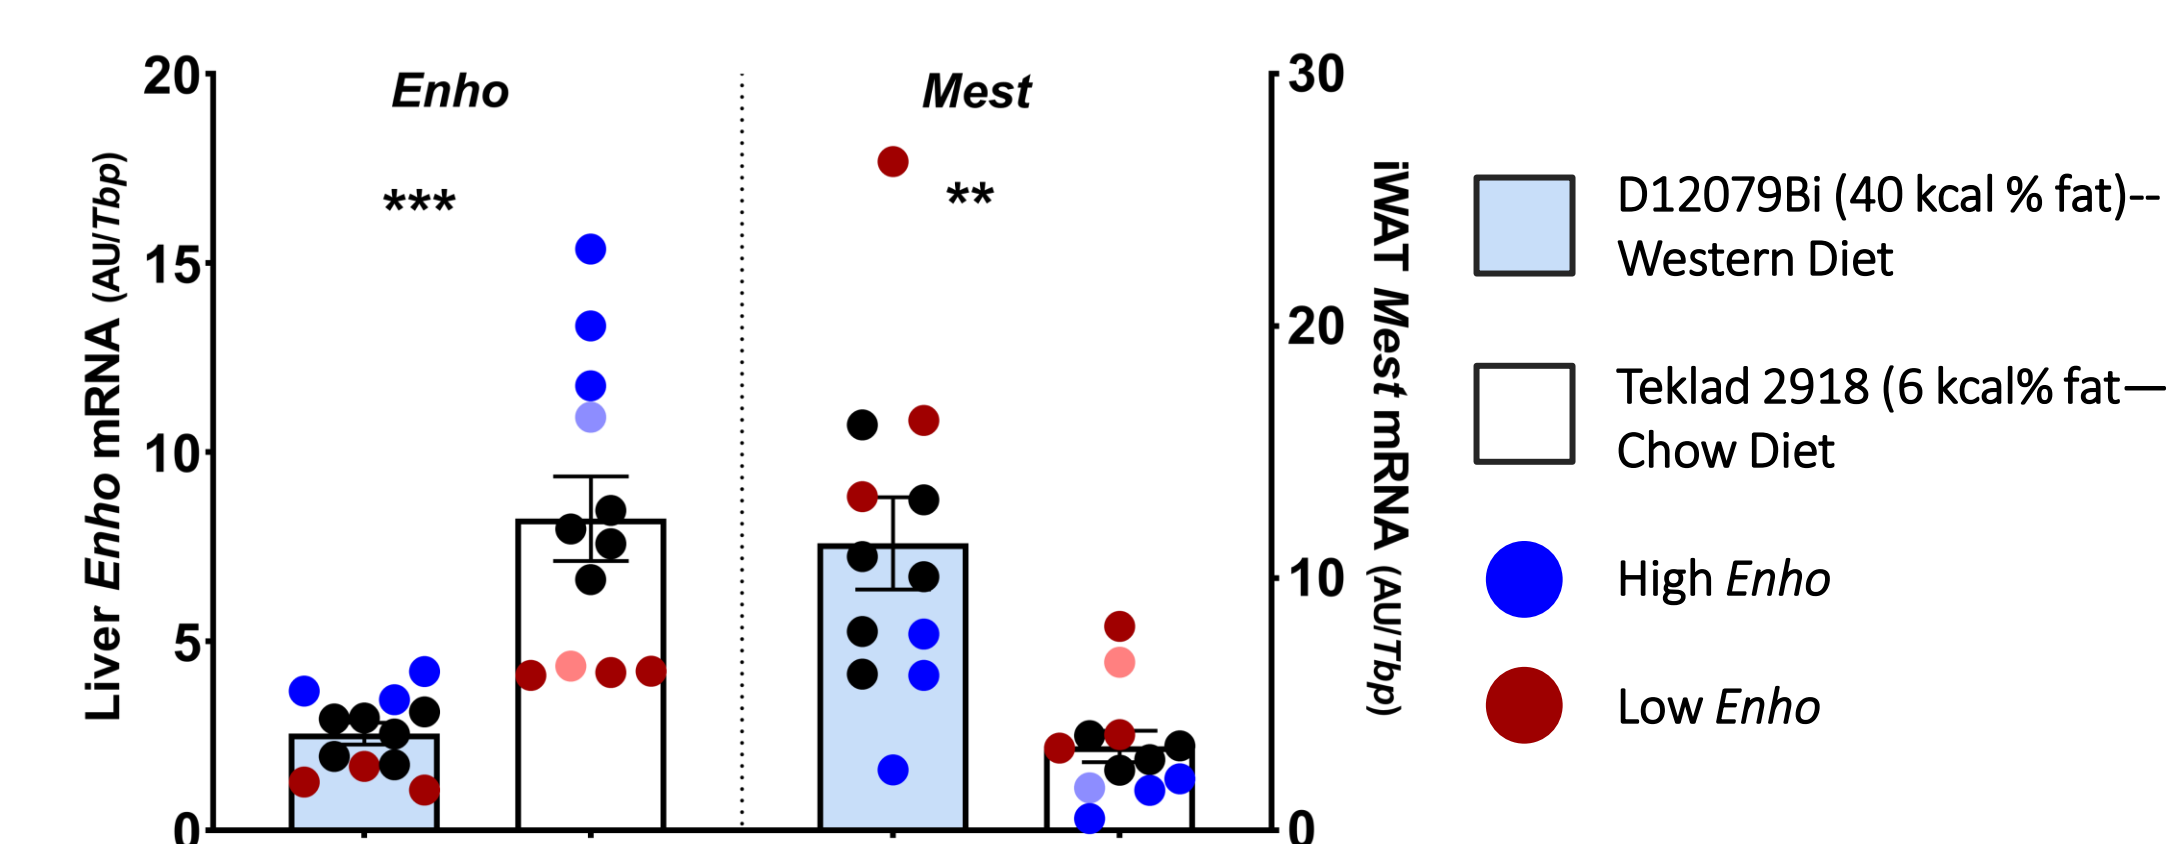 Liver Enho mRNA (AU/Tbp)
20
15
10
5
0
Enho
***
Mest
**
30
20
10
0
iWAT Mest mRNA (AU/Tbp)
D12079Bi (40 kcal % fat)--
Western Diet
Teklad 2918 (6 kcal% fat—
Chow Diet
High Enho
Low Enho